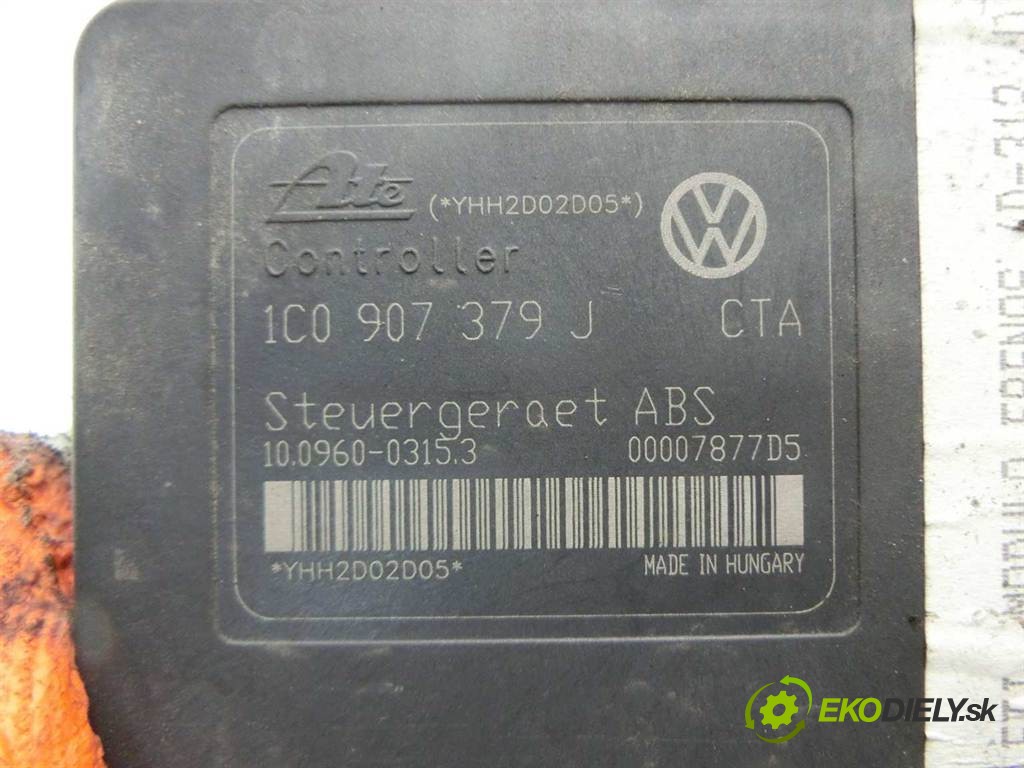 Ate (*YHH2D02D05*)
Controller
1C0 907 379 J CTA
Steuergeraet ABS
10.0960-0315.3 00007877D5
*YHH2D02D05* MADE IN HUNGARY
EKODIELY.sk